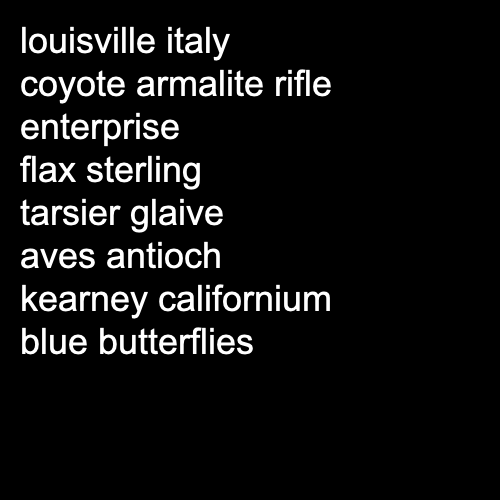 louisville italy
coyote armalite rifle
enterprise
flax sterling
tarsier glaive
aves antioch
kearney californium
blue butterflies